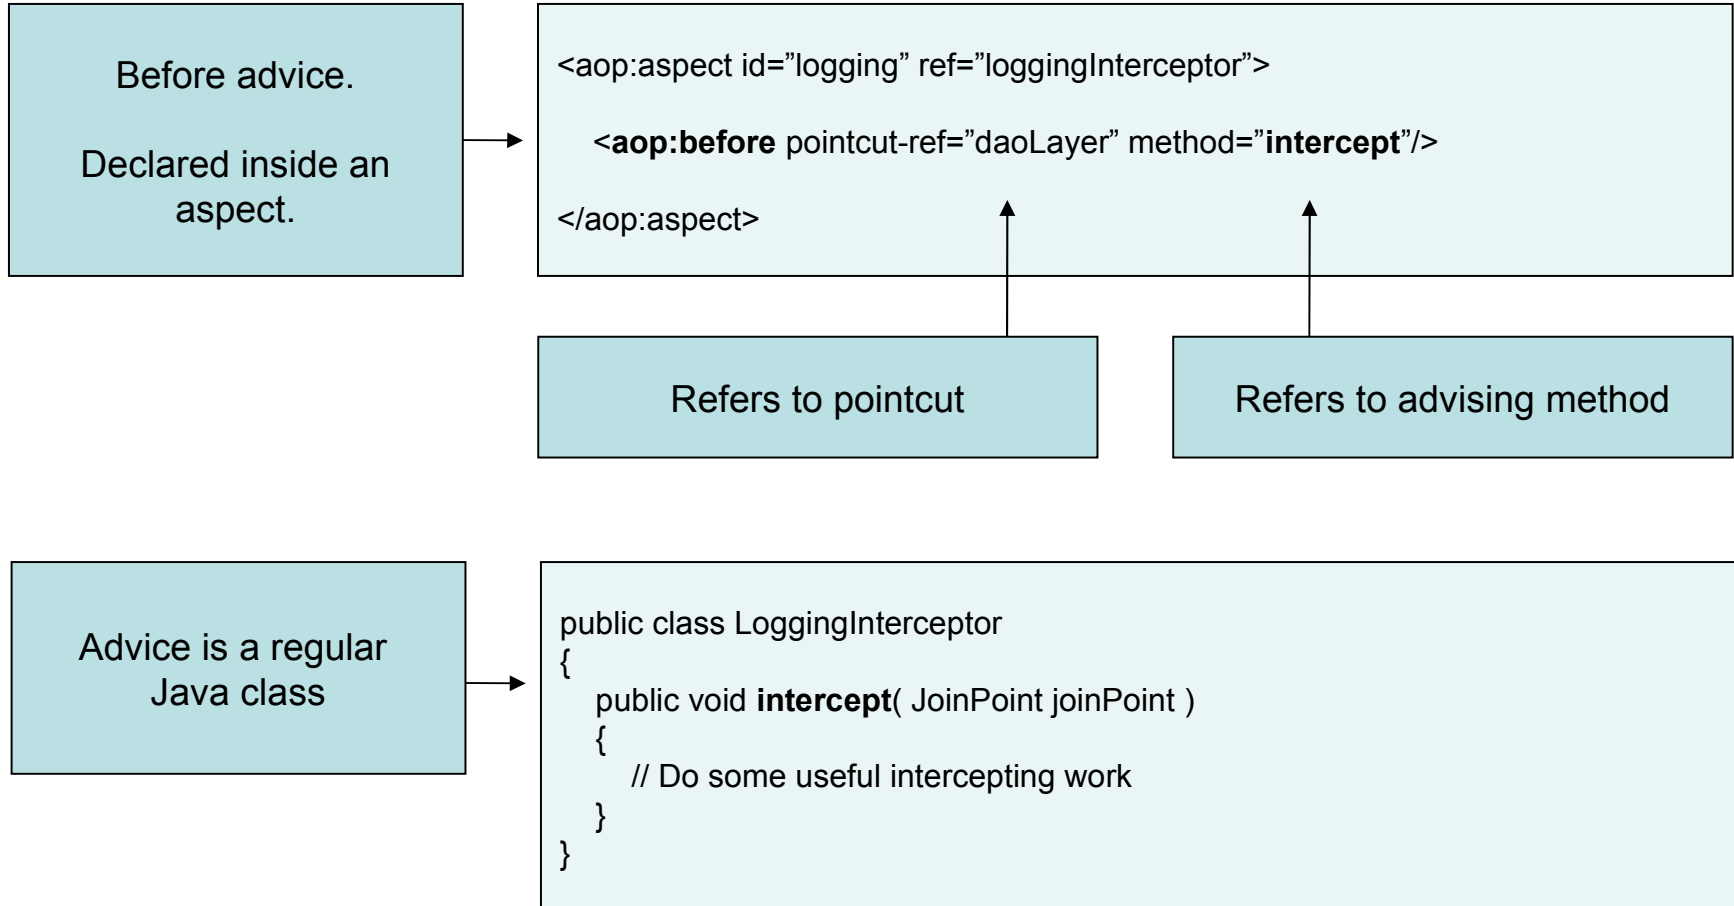 Before advice.
Declared inside an
aspect.
<aop:aspect id=”logging” ref=”loggingInterceptor”>
<aop:before pointcut-ref=”daoLayer” method=”intercept”/>
</aop:aspect>
Refers to pointcut
Refers to advising method
Advice is a regular
Java class
public class LoggingInterceptor
{
public void intercept( JoinPoint joinPoint )
{
// Do some useful intercepting work
}
}